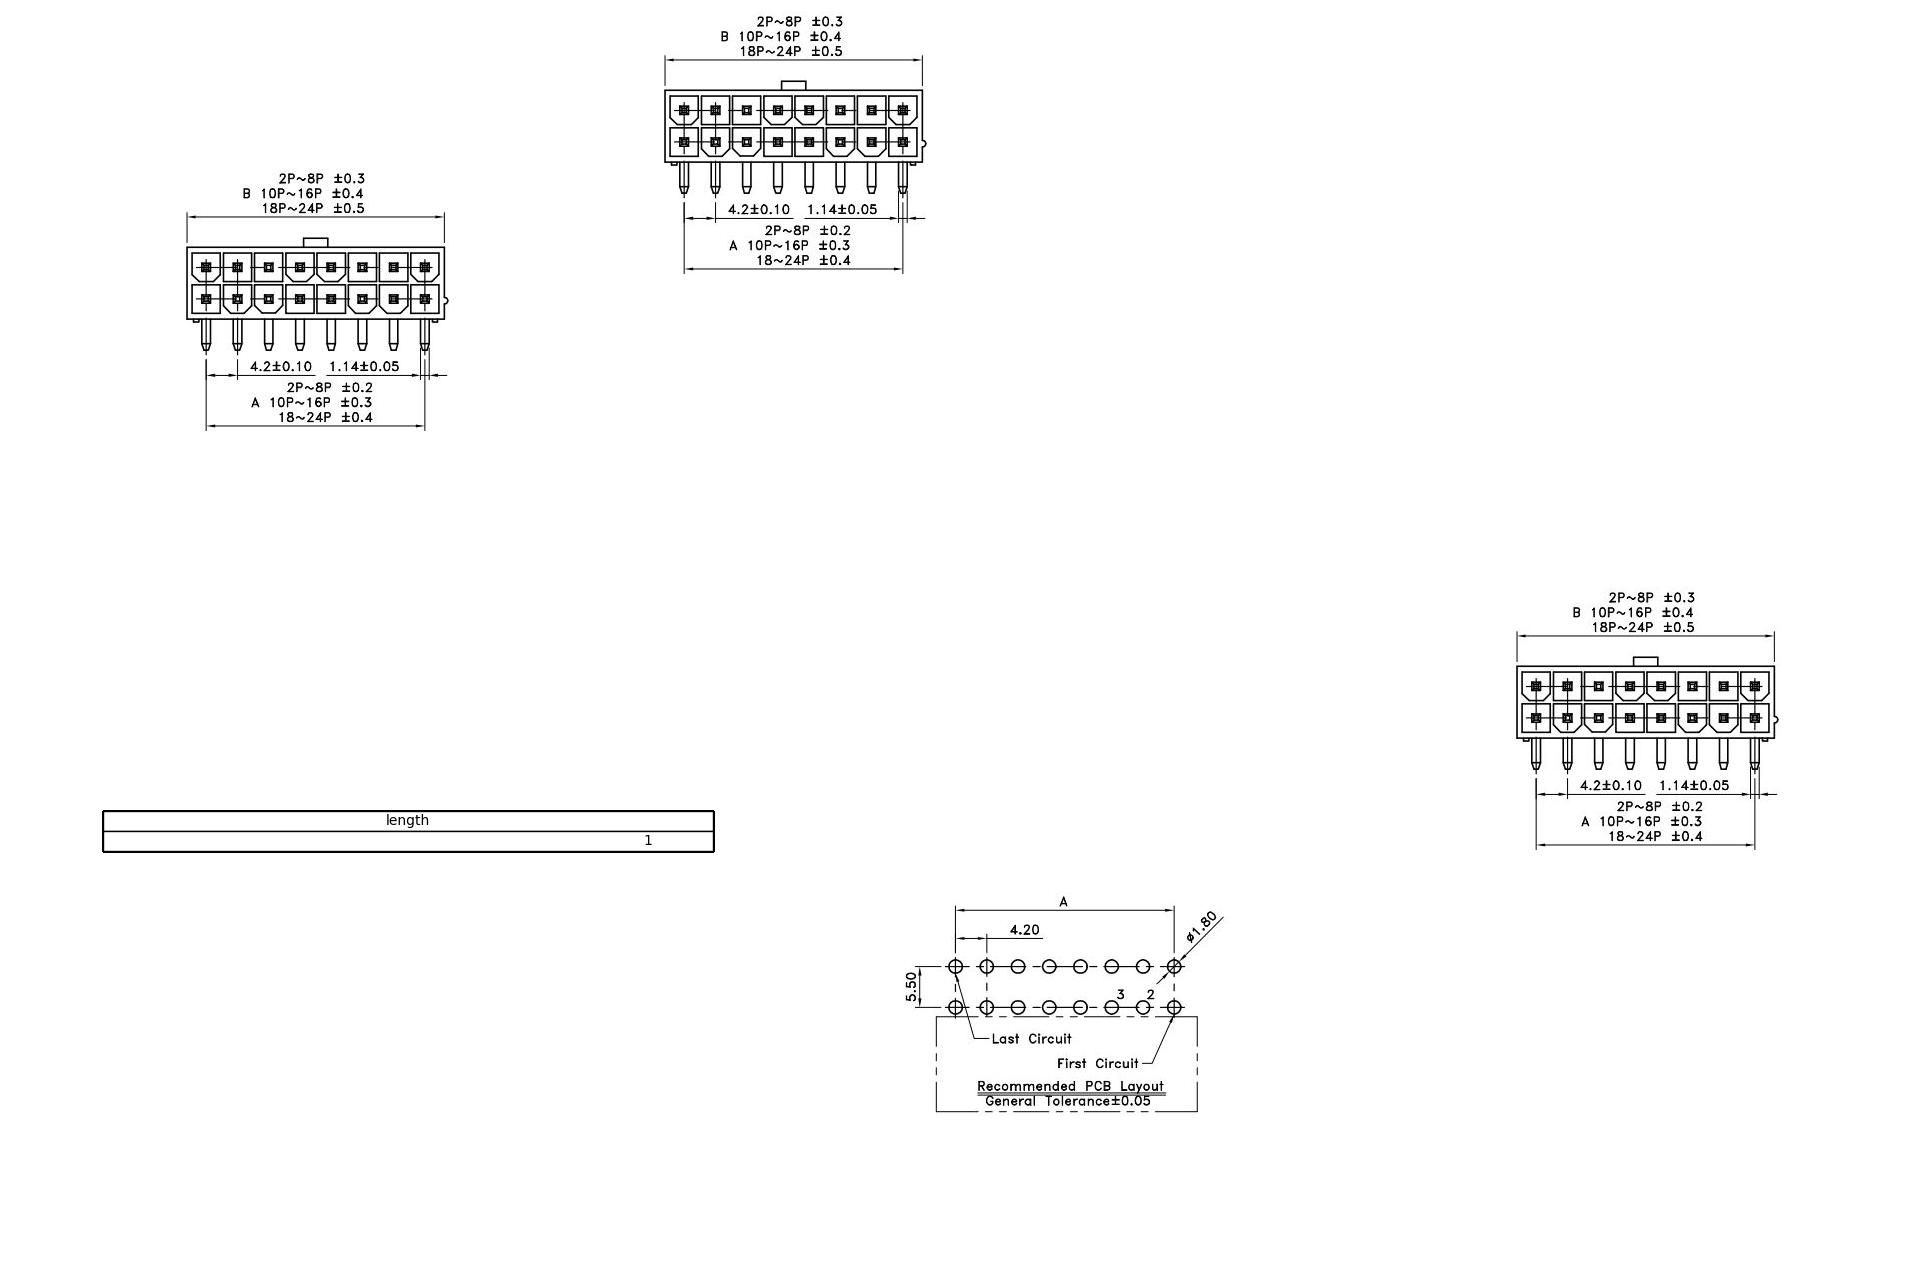 2P~8P ±0.3
B 10P~16P ±0.4
18P~24P ±0.5
4.2±0.10 1.14±0.05
2P~8P ±0.2
A 10P~16P ±0.3
18~24P ±0.4
2P~8P ±0.3
B 10P~16P ±0.4
18P~24P ±0.5
4.2±0.10 1.14±0.05
2P~8P ±0.2
A 10P~16P ±0.3
18~24P ±0.4
2P~8P ±0.3
B 10P~16P ±0.4
18P~24P ±0.5
4.2±0.10 1.14±0.05
2P~8P ±0.2
A 10P~16P ±0.3
18~24P ±0.4
length
1
A
ø1.80
4.20
5.50
3 2
Last Circuit
First Circuit
Recommended PCB Layout
General Tolerance±0.05